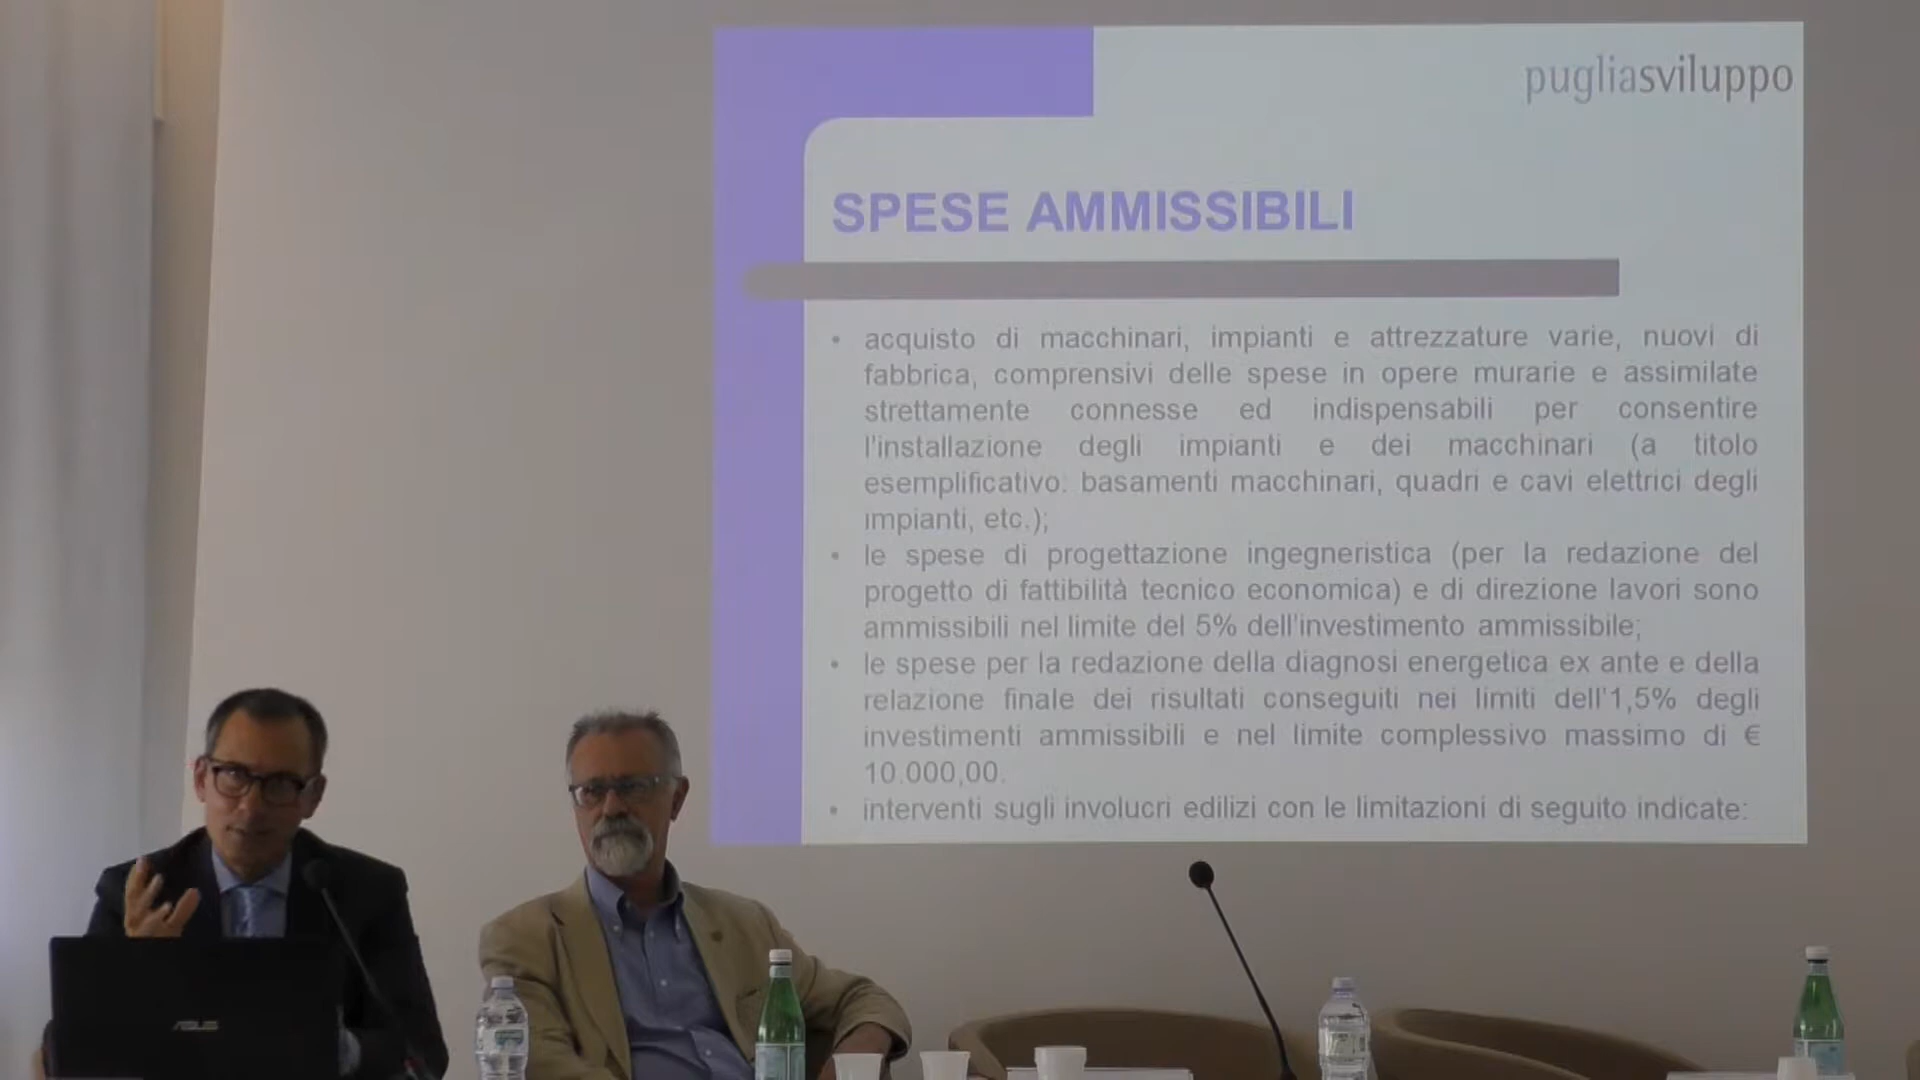 pugliasviluppo
SPESE AMMISSIBILI
• acquisto di macchinari, impianti e attrezzature varie, nuovi di
fabbrica, comprensivi delle spese in opere murarie e assimilate
strettamente connesse ed indispensabili per consentire
l'installazione degli impianti e dei macchinari (a titolo
esemplificativo: basamenti macchinari, quadri e cavi elettrici degli
impianti, etc.);
• le spese di progettazione ingegneristica (per la redazione del
progetto di fattibilità tecnico economica) e di direzione lavori sono
ammissibili nel limite del 5% dell'investimento ammissibile;
• le spese per la redazione della diagnosi energetica ex ante e della
relazione finale dei risultati conseguiti nei limiti dell'1,5% degli
investimenti ammissibili e nel limite complessivo massimo di €
10.000,00.
• interventi sugli involucri edilizi con le limitazioni di seguito indicate:
ASUS